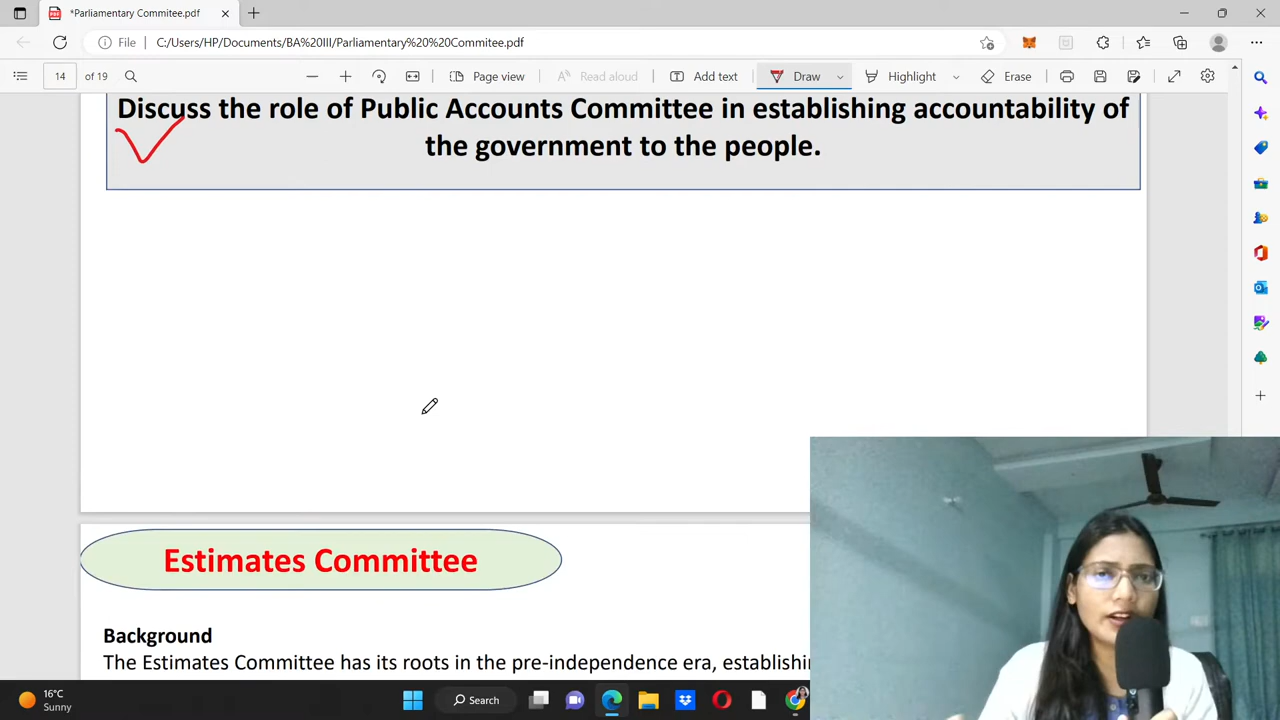 *Parliamentary Commitee.pdf
File
C:/Users/HP/Documents/BA%20III/Parliamentary%20%20Commitee.pdf
14 of 19
Page view
Read aloud
Add text
Draw
Highlight
Erase
Discuss the role of Public Accounts Committee in establishing accountability of
the government to the people.
Estimates Committee
Background
The Estimates Committee has its roots in the pre-independence era, establishin
16°C
Sunny
Search